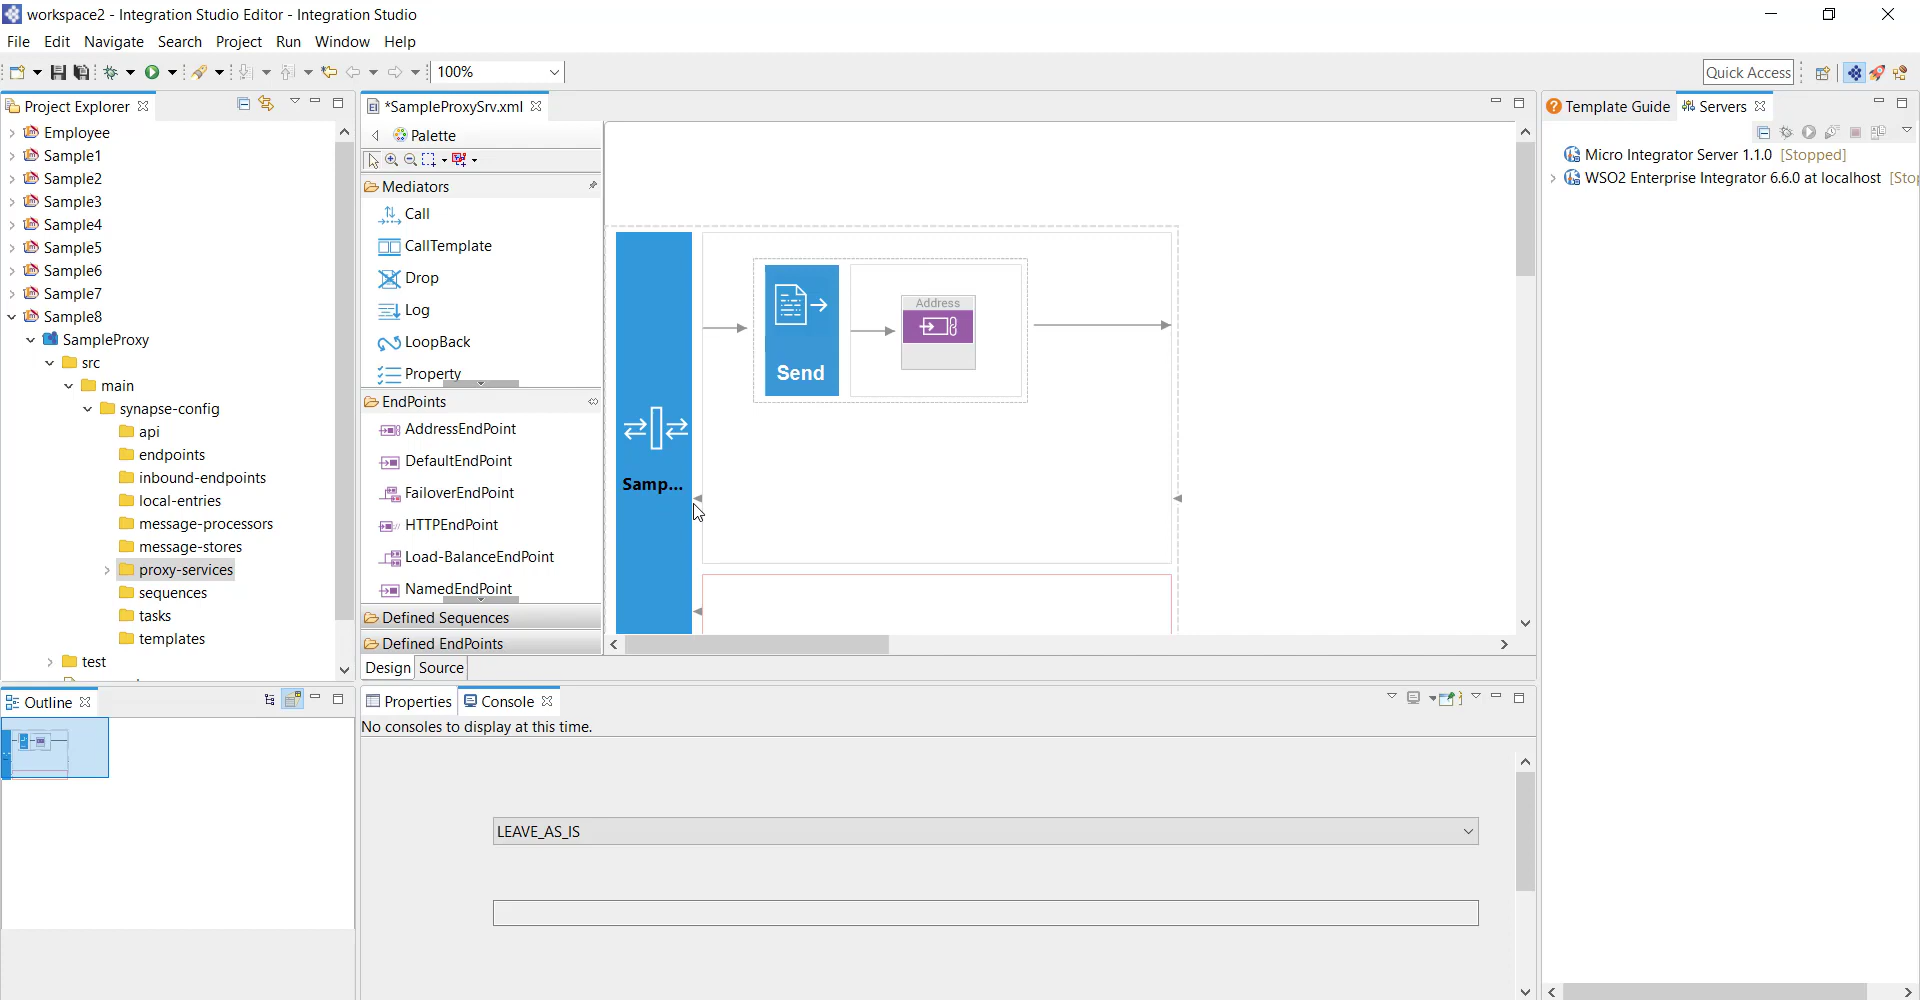 workspace2 - Integration Studio Editor - Integration Studio
File Edit Navigate Search Project Run Window Help
100%
Quick Access
Project Explorer
Employee
Sample1
Sample2
Sample3
Sample4
Sample5
Sample6
Sample7
Sample8
SampleProxy
src
main
synapse-config
api
endpoints
inbound-endpoints
local-entries
message-processors
message-stores
proxy-services
sequences
tasks
templates
test
*SampleProxySrv.xml
Palette
Mediators
Call
CallTemplate
Drop
Log
LoopBack
Property
EndPoints
AddressEndPoint
DefaultEndPoint
FailoverEndPoint
HTTPEndPoint
Load-BalanceEndPoint
NamedEndPoint
Defined Sequences
Defined EndPoints
Design Source
Samp...
Send
Address
Template Guide Servers
Micro Integrator Server 1.1.0 [Stopped]
WSO2 Enterprise Integrator 6.6.0 at localhost [Stop
Outline
Properties Console
No consoles to display at this time.
LEAVE_AS_IS